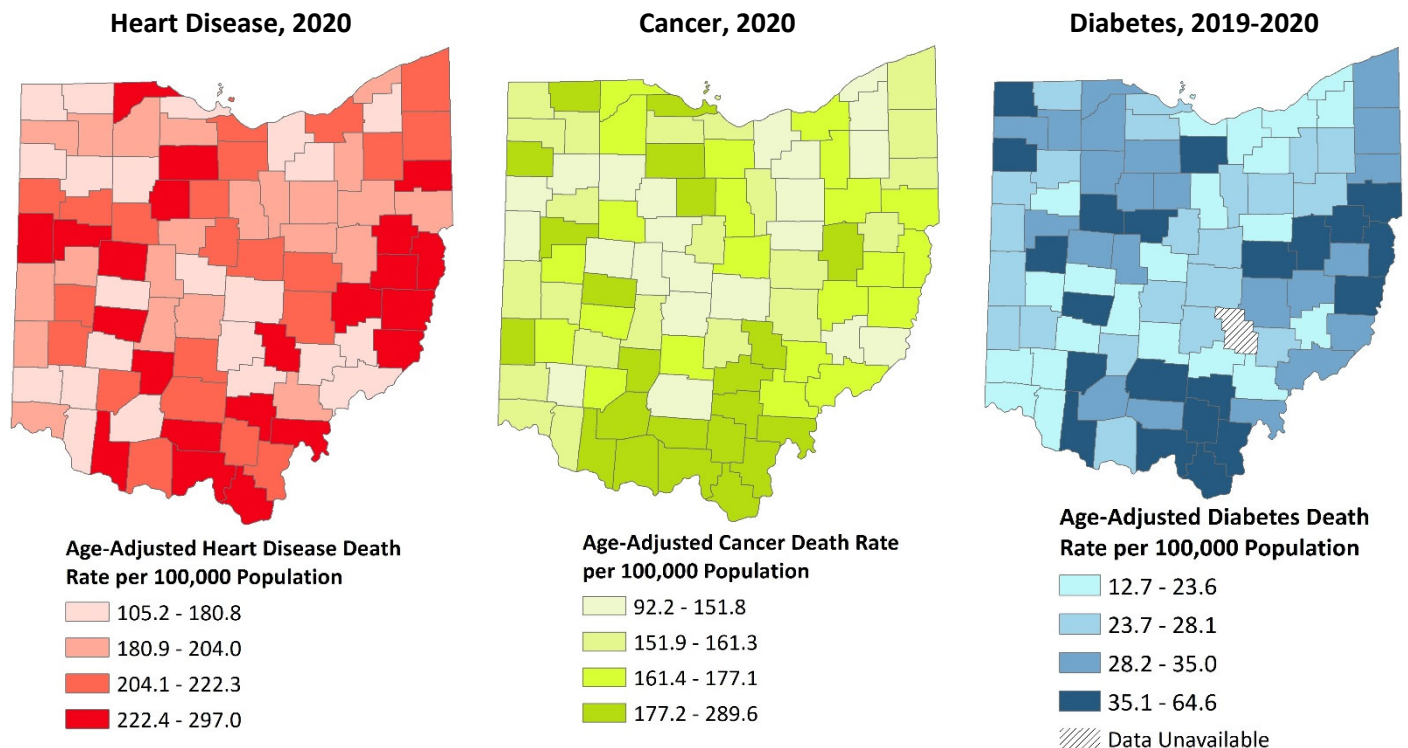 Heart Disease, 2020
Cancer, 2020
Diabetes, 2019-2020
Age-Adjusted Heart Disease Death
Rate per 100,000 Population
105.2 - 180.8
180.9 - 204.0
204.1 - 222.3
222.4 - 297.0
Age-Adjusted Cancer Death Rate
per 100,000 Population
92.2 - 151.8
151.9 - 161.3
161.4 - 177.1
177.2 - 289.6
Age-Adjusted Diabetes Death
Rate per 100,000 Population
12.7 - 23.6
23.7 - 28.1
28.2 - 35.0
35.1 - 64.6
Data Unavailable